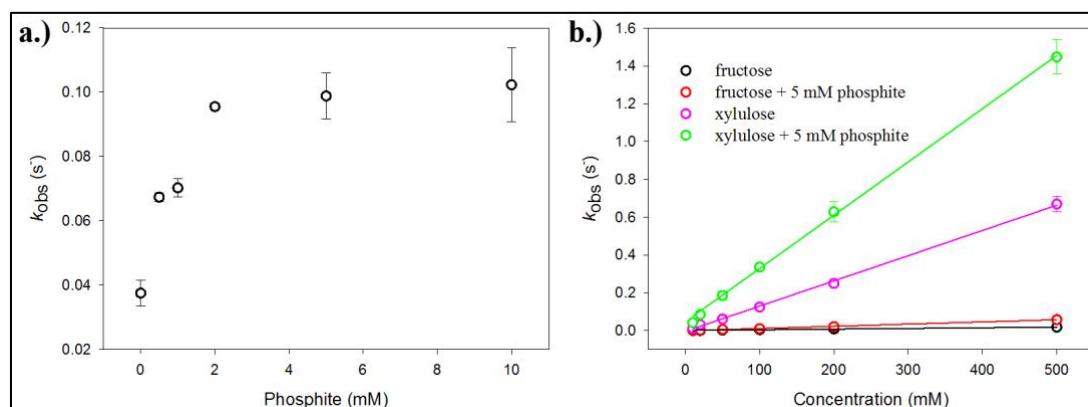 a.)
0.12
0.10
0.08
0.06
0.04
0.02
kobs (s-)
0 2 4 6 8 10
Phosphite (mM)
b.)
1.6
1.4
1.2
1.0
0.8
0.6
0.4
0.2
0.0
kobs (s-)
fructose
fructose + 5 mM phosphite
xylulose
xylulose + 5 mM phosphite
0 100 200 300 400 500
Concentration (mM)